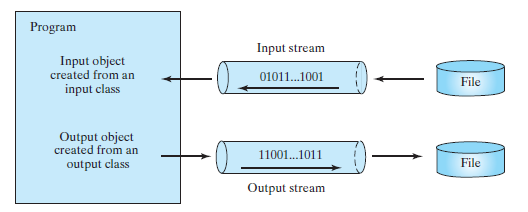 Program
Input object
created from an
input class
Input stream
01011...1001
File
Output object
created from an
output class
11001...1011
Output stream
File